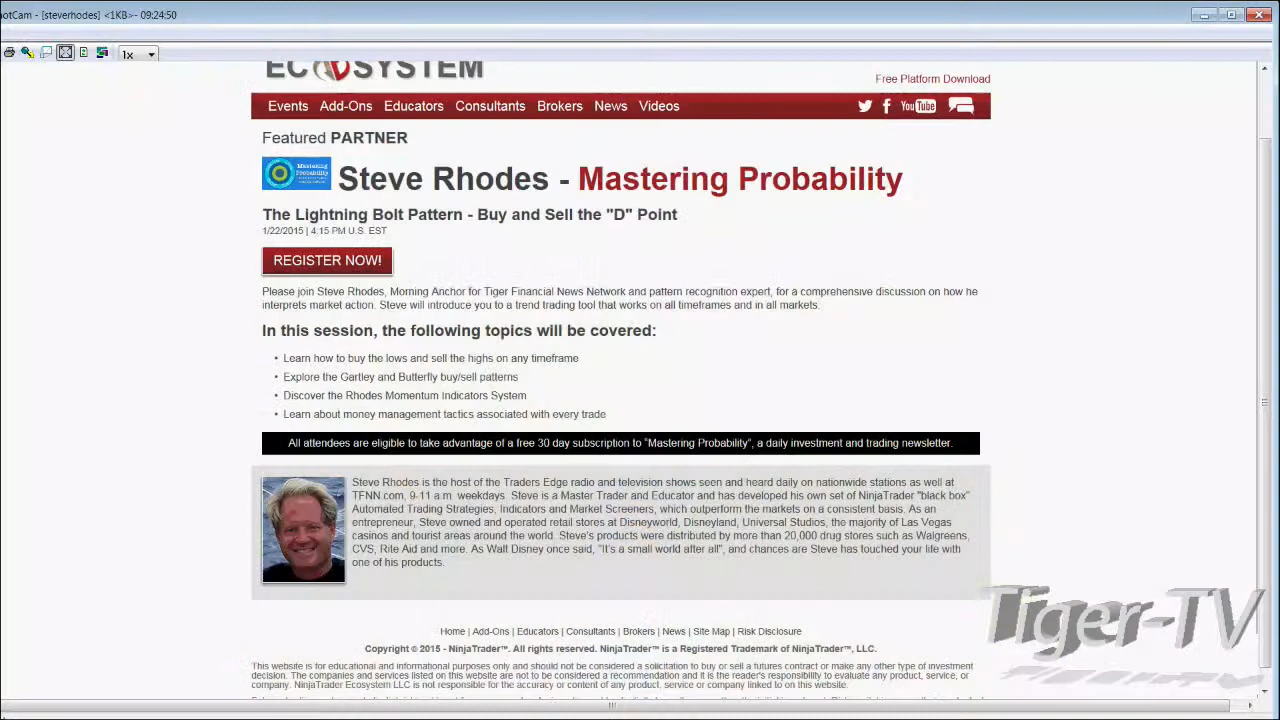 notCam - [steverhodes] <1KB>- 09:24:50
1x
ECOSYSTEM
Free Platform Download
Events Add-Ons Educators Consultants Brokers News Videos
YouTube
Featured PARTNER
Mastering Probability
Steve Rhodes - Mastering Probability
The Lightning Bolt Pattern - Buy and Sell the "D" Point
1/22/2015 | 4:15 PM U.S. EST
REGISTER NOW!
Please join Steve Rhodes, Morning Anchor for Tiger Financial News Network and pattern recognition expert, for a comprehensive discussion on how he
interprets market action. Steve will introduce you to a trend trading tool that works on all timeframes and in all markets.
In this session, the following topics will be covered:
• Learn how to buy the lows and sell the highs on any timeframe
• Explore the Gartley and Butterfly buy/sell patterns
• Discover the Rhodes Momentum Indicators System
• Learn about money management tactics associated with every trade
All attendees are eligible to take advantage of a free 30 day subscription to "Mastering Probability", a daily investment and trading newsletter.
Steve Rhodes is the host of the Traders Edge radio and television shows seen and heard daily on nationwide stations as well at
TFNN.com, 9-11 a.m. weekdays. Steve is a Master Trader and Educator and has developed his own set of NinjaTrader "black box"
Automated Trading Strategies, Indicators and Market Screeners, which outperform the markets on a consistent basis. As an
entrepreneur, Steve owned and operated retail stores at Disneyworld, Disneyland, Universal Studios, the majority of Las Vegas
casinos and tourist areas around the world. Steve's products were distributed by more than 20,000 drug stores such as Walgreens,
CVS, Rite Aid and more. As Walt Disney once said, "It's a small world after all", and chances are Steve has touched your life with
one of his products.
Tiger-TV
Home | Add-Ons | Educators | Consultants | Brokers | News | Site Map | Risk Disclosure
Copyright © 2015 - NinjaTrader™. All rights reserved. NinjaTrader™ is a Registered Trademark of NinjaTrader™, LLC.
This website is for educational and informational purposes only and should not be considered a solicitation to buy or sell a futures contract or make any other type of investment
decision. The companies and services listed on this website are not to be considered a recommendation and it is the reader's responsibility to evaluate any product, service, or
company. NinjaTrader Ecosystem LLC is not responsible for the accuracy or content of any product, service or company linked to on this website.